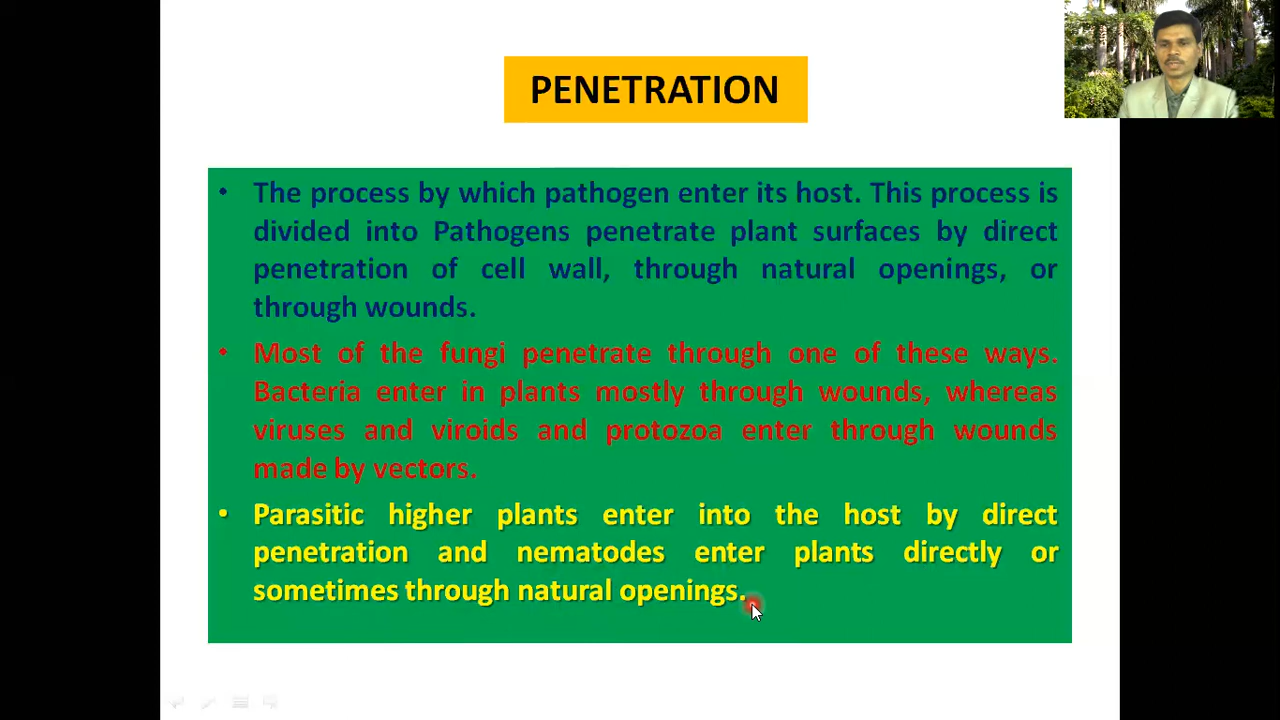 PENETRATION
• The process by which pathogen enter its host. This process is
divided into Pathogens penetrate plant surfaces by direct
penetration of cell wall, through natural openings, or
through wounds.
• Most of the fungi penetrate through one of these ways.
Bacteria enter in plants mostly through wounds, whereas
viruses and viroids and protozoa enter through wounds
made by vectors.
• Parasitic higher plants enter into the host by direct
penetration and nematodes enter plants directly or
sometimes through natural openings.